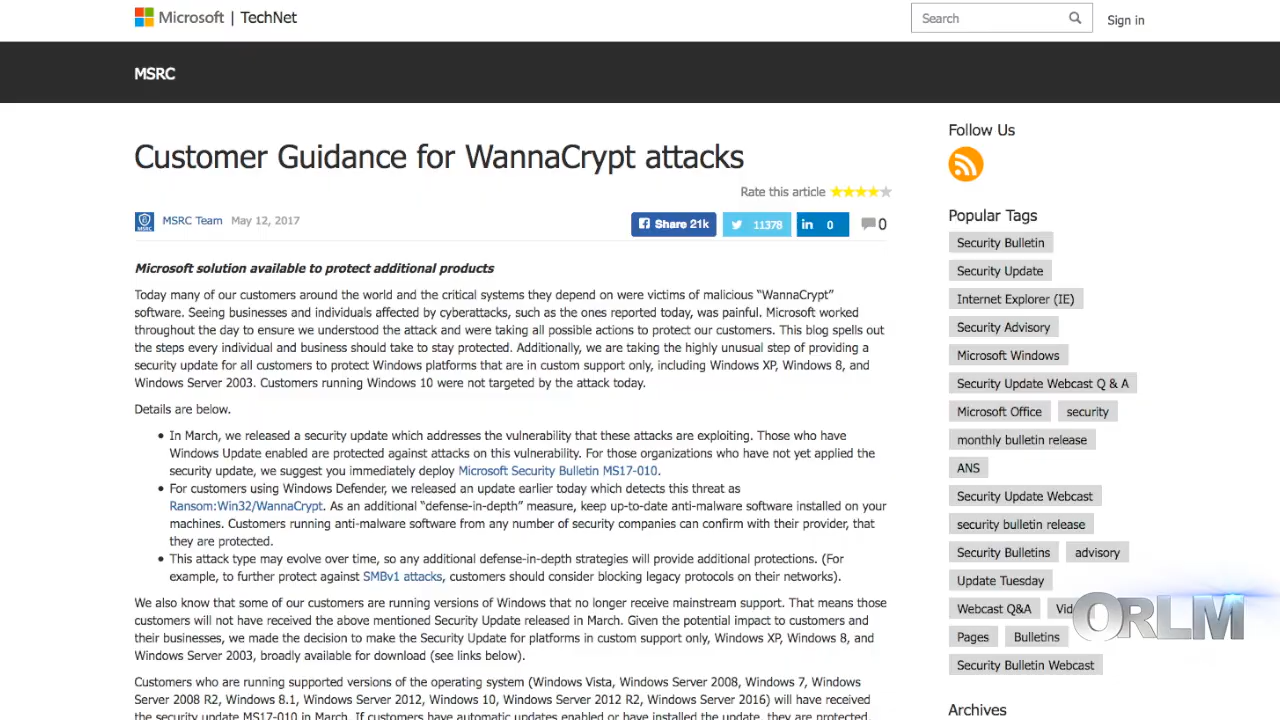 Microsoft | TechNet
Search
Sign in
MSRC
Customer Guidance for WannaCrypt attacks
Rate this article
MSRC
MSRC Team May 12, 2017
Share 21k
11378
in 0
0
Microsoft solution available to protect additional products
Today many of our customers around the world and the critical systems they depend on were victims of malicious “WannaCrypt”
software. Seeing businesses and individuals affected by cyberattacks, such as the ones reported today, was painful. Microsoft worked
throughout the day to ensure we understood the attack and were taking all possible actions to protect our customers. This blog spells out
the steps every individual and business should take to stay protected. Additionally, we are taking the highly unusual step of providing a
security update for all customers to protect Windows platforms that are in custom support only, including Windows XP, Windows 8, and
Windows Server 2003. Customers running Windows 10 were not targeted by the attack today.
Details are below.
• In March, we released a security update which addresses the vulnerability that these attacks are exploiting. Those who have
Windows Update enabled are protected against attacks on this vulnerability. For those organizations who have not yet applied the
security update, we suggest you immediately deploy Microsoft Security Bulletin MS17-010.
• For customers using Windows Defender, we released an update earlier today which detects this threat as
Ransom:Win32/WannaCrypt. As an additional “defense-in-depth” measure, keep up-to-date anti-malware software installed on your
machines. Customers running anti-malware software from any number of security companies can confirm with their provider, that
they are protected.
• This attack type may evolve over time, so any additional defense-in-depth strategies will provide additional protections. (For
example, to further protect against SMBv1 attacks, customers should consider blocking legacy protocols on their networks).
We also know that some of our customers are running versions of Windows that no longer receive mainstream support. That means those
customers will not have received the above mentioned Security Update released in March. Given the potential impact to customers and
their businesses, we made the decision to make the Security Update for platforms in custom support only, Windows XP, Windows 8, and
Windows Server 2003, broadly available for download (see links below).
Customers who are running supported versions of the operating system (Windows Vista, Windows Server 2008, Windows 7, Windows
Server 2008 R2, Windows 8.1, Windows Server 2012, Windows 10, Windows Server 2012 R2, Windows Server 2016) will have received
the security update MS17-010 in March. If customers have automatic updates enabled or have installed the update, they are protected.
Follow Us
Popular Tags
Security Bulletin
Security Update
Internet Explorer (IE)
Security Advisory
Microsoft Windows
Security Update Webcast Q & A
Microsoft Office security
monthly bulletin release
ANS
Security Update Webcast
security bulletin release
Security Bulletins advisory
Update Tuesday
Webcast Q&A
Pages Bulletins
Security Bulletin Webcast
Archives
ORLM